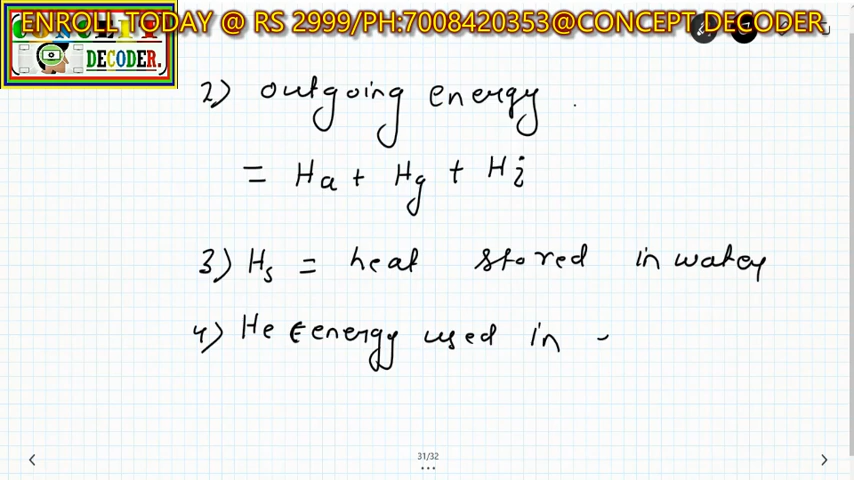 ENROLL TODAY @ RS 2999/PH:7008420353@CONCEPT DECODER.
DECODER.
2) outgoing energy .
= Ha + Hg + Hi
3) Hs = heat stored in water
4) He = energy used in
31/32